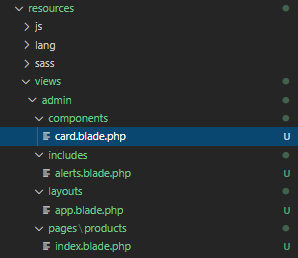 resources
js
lang
sass
views
admin
components
card.blade.php U
includes
alerts.blade.php U
layouts
app.blade.php U
pages\products
index.blade.php U